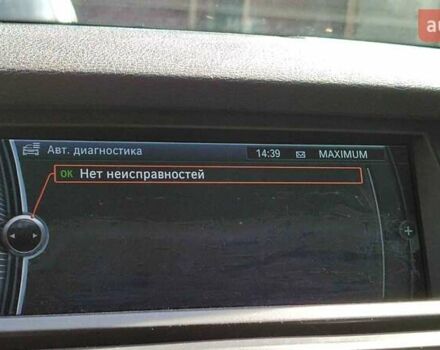 Авт. диагностика 14:39 MAXIMUM
OK Нет неисправностей